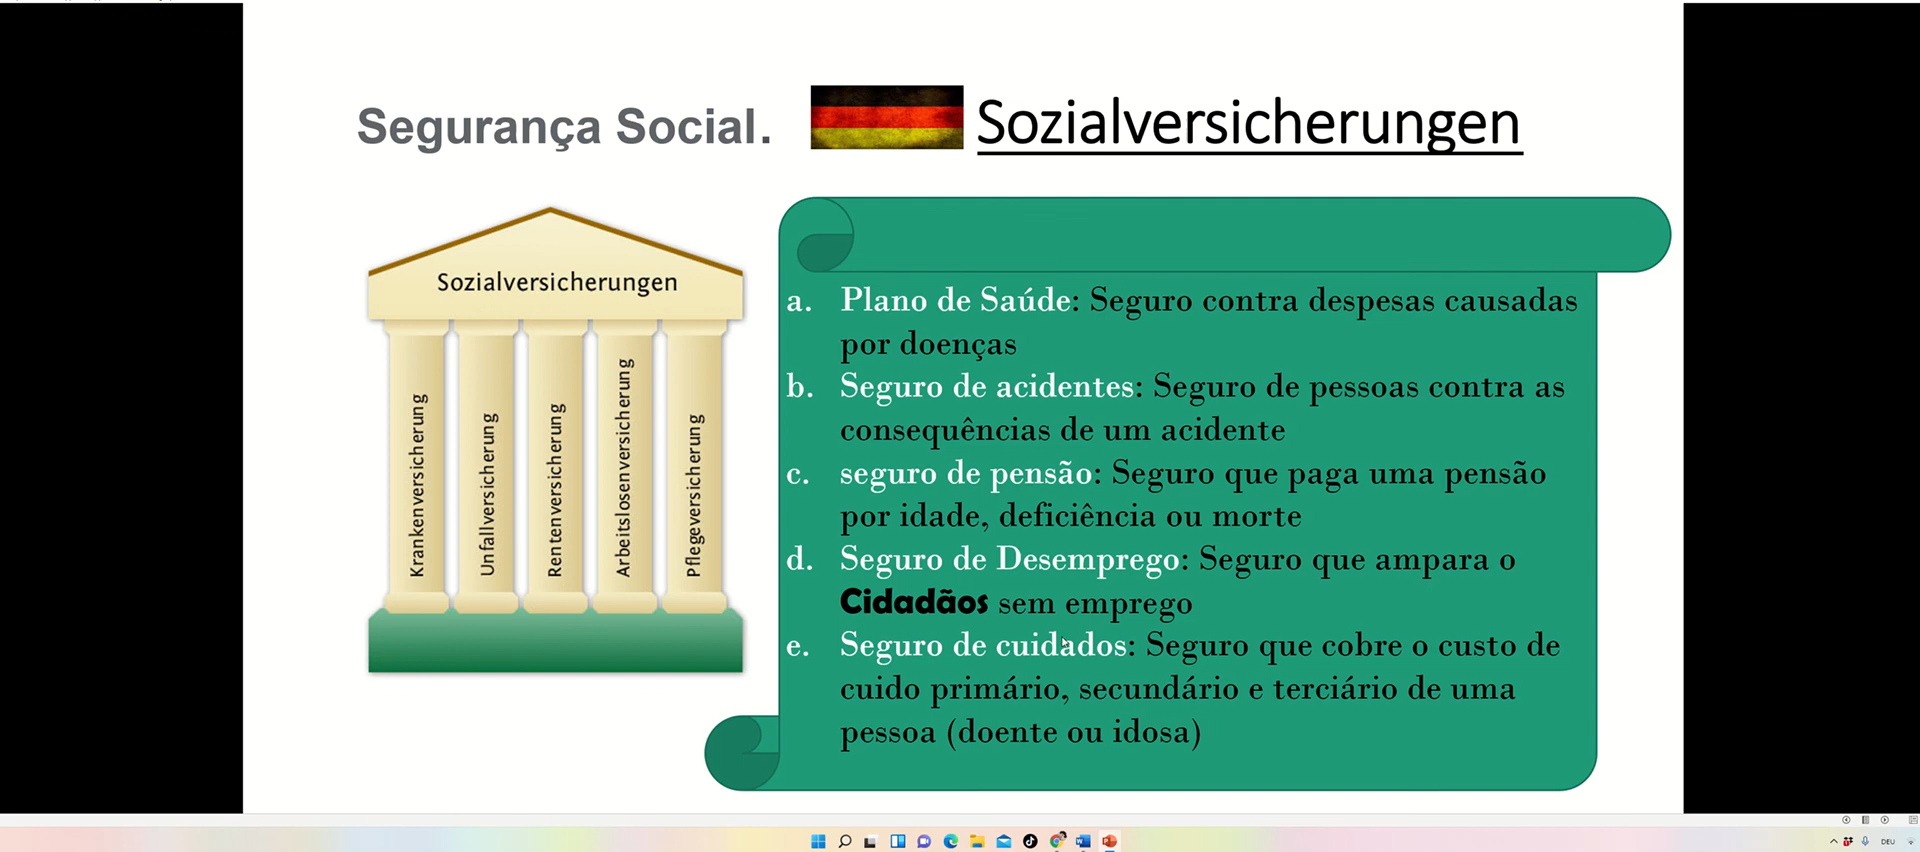 Segurança Social.
Sozialversicherungen
Sozialversicherungen
Krankenversicherung
Unfallversicherung
Rentenversicherung
Arbeitslosenversicherung
Pflegeversicherung
a. Plano de Saúde: Seguro contra despesas causadas
por doenças
b. Seguro de acidentes: Seguro de pessoas contra as
consequências de um acidente
c. seguro de pensão: Seguro que paga uma pensão
por idade, deficiência ou morte
d. Seguro de Desemprego: Seguro que ampara o
Cidadãos sem emprego
e. Seguro de cuidados: Seguro que cobre o custo de
cuido primário, secundário e terciário de uma
pessoa (doente ou idosa)
DEU